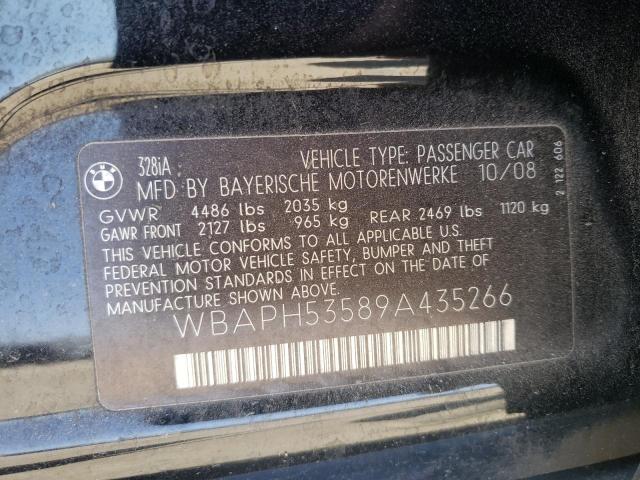 BMW
328iA
VEHICLE TYPE: PASSENGER CAR
MFD BY BAYERISCHE MOTORENWERKE 10/08
GVWR 4486 lbs 2035 kg
GAWR FRONT 2127 lbs 965 kg REAR 2469 lbs 1120 kg
THIS VEHICLE CONFORMS TO ALL APPLICABLE U.S.
FEDERAL MOTOR VEHICLE SAFETY, BUMPER AND THEFT
PREVENTION STANDARDS IN EFFECT ON THE DATE OF
MANUFACTURE SHOWN ABOVE.
WBAPH53589A435266
2 122 606